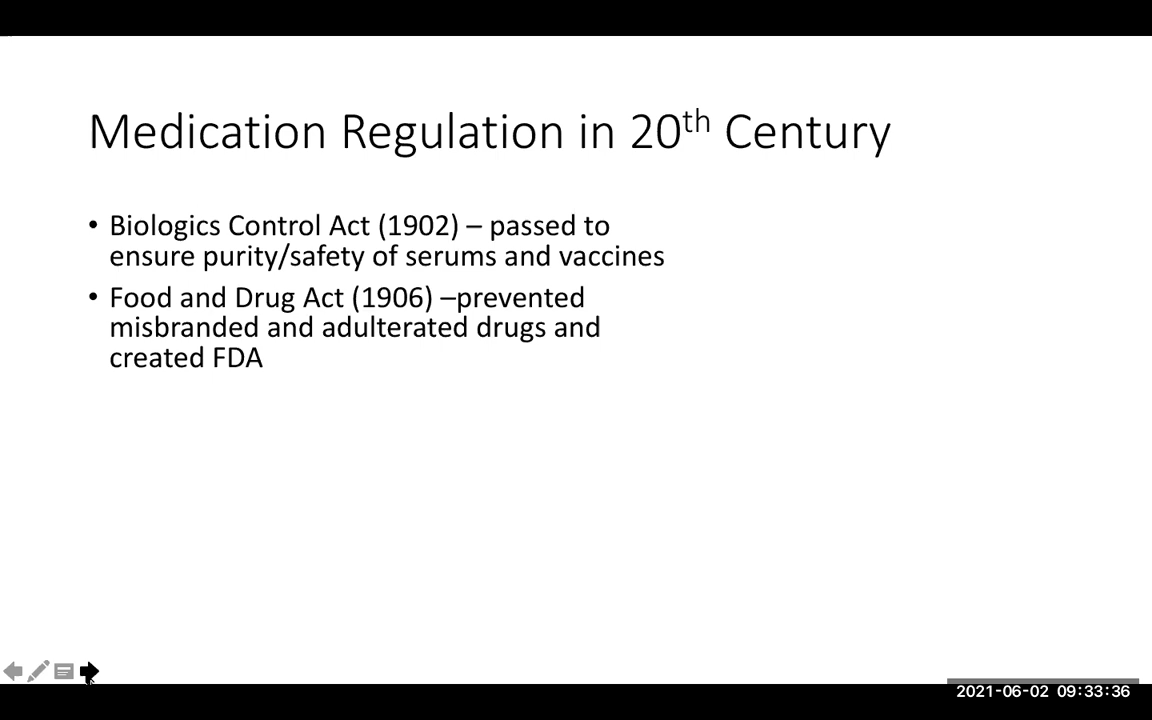 Medication Regulation in 20th Century
• Biologics Control Act (1902) – passed to
ensure purity/safety of serums and vaccines
• Food and Drug Act (1906) –prevented
misbranded and adulterated drugs and
created FDA
2021-06-02 09:33:36